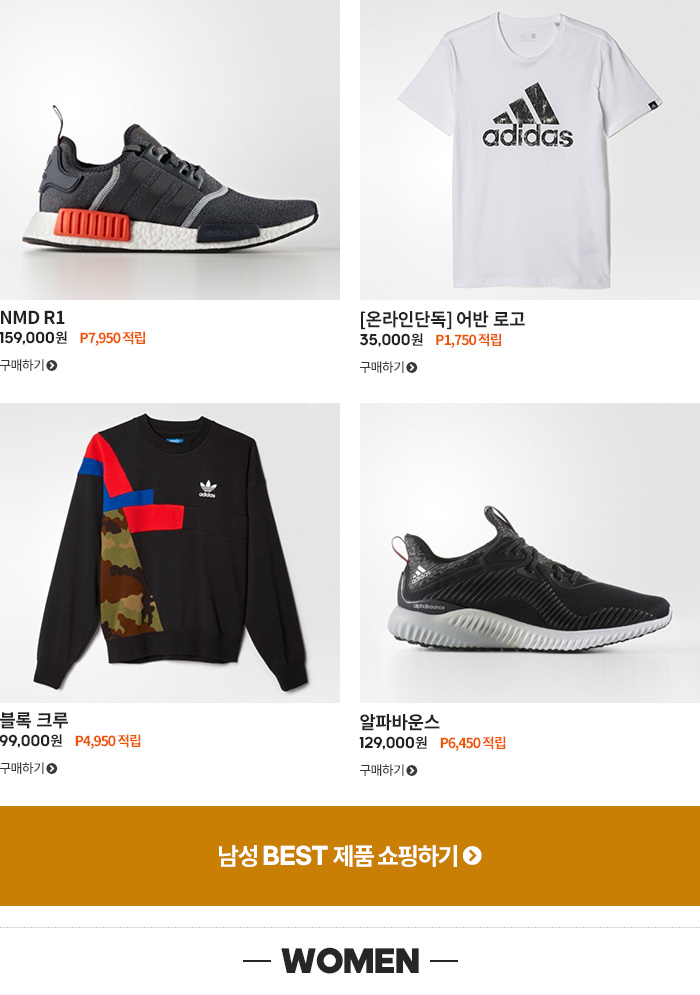 adidas
NMD R1
159,000원 P7,950 적립
구매하기
[온라인단독] 어반 로고
35,000원 P1,750 적립
구매하기
adidas
alphabounce
블록 크루
99,000원 P4,950 적립
구매하기
알파바운스
129,000원 P6,450 적립
구매하기
남성 BEST 제품 쇼핑하기
WOMEN